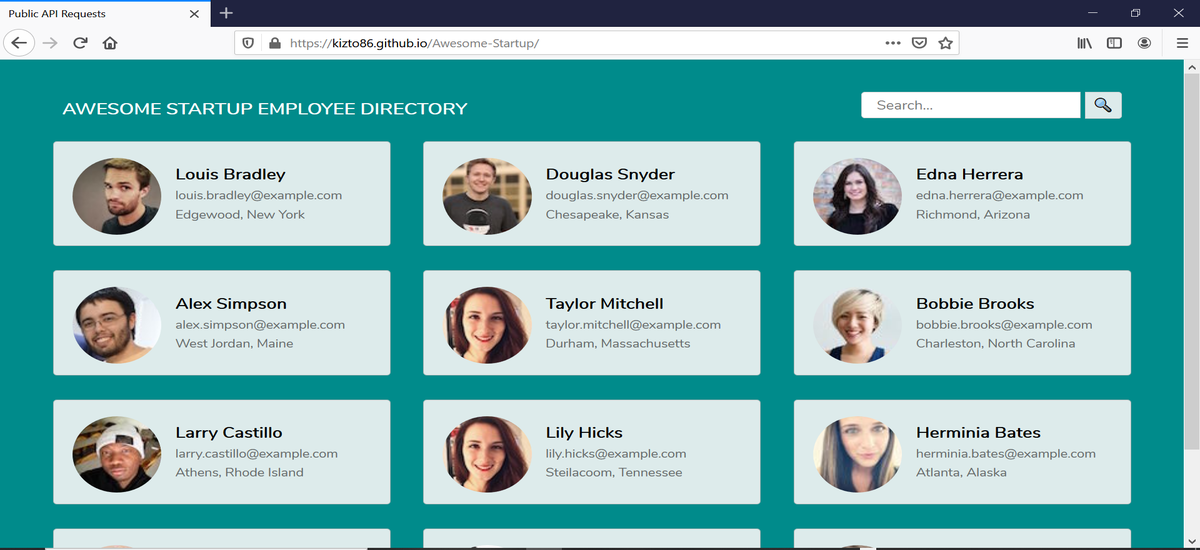 Public API Requests
https://kizto86.github.io/Awesome-Startup/
AWESOME STARTUP EMPLOYEE DIRECTORY
Search...
Louis Bradley
louis.bradley@example.com
Edgewood, New York
Douglas Snyder
douglas.snyder@example.com
Chesapeake, Kansas
Edna Herrera
edna.herrera@example.com
Richmond, Arizona
Alex Simpson
alex.simpson@example.com
West Jordan, Maine
Taylor Mitchell
taylor.mitchell@example.com
Durham, Massachusetts
Bobbie Brooks
bobbie.brooks@example.com
Charleston, North Carolina
Larry Castillo
larry.castillo@example.com
Athens, Rhode Island
Lily Hicks
lily.hicks@example.com
Steilacoom, Tennessee
Herminia Bates
herminia.bates@example.com
Atlanta, Alaska